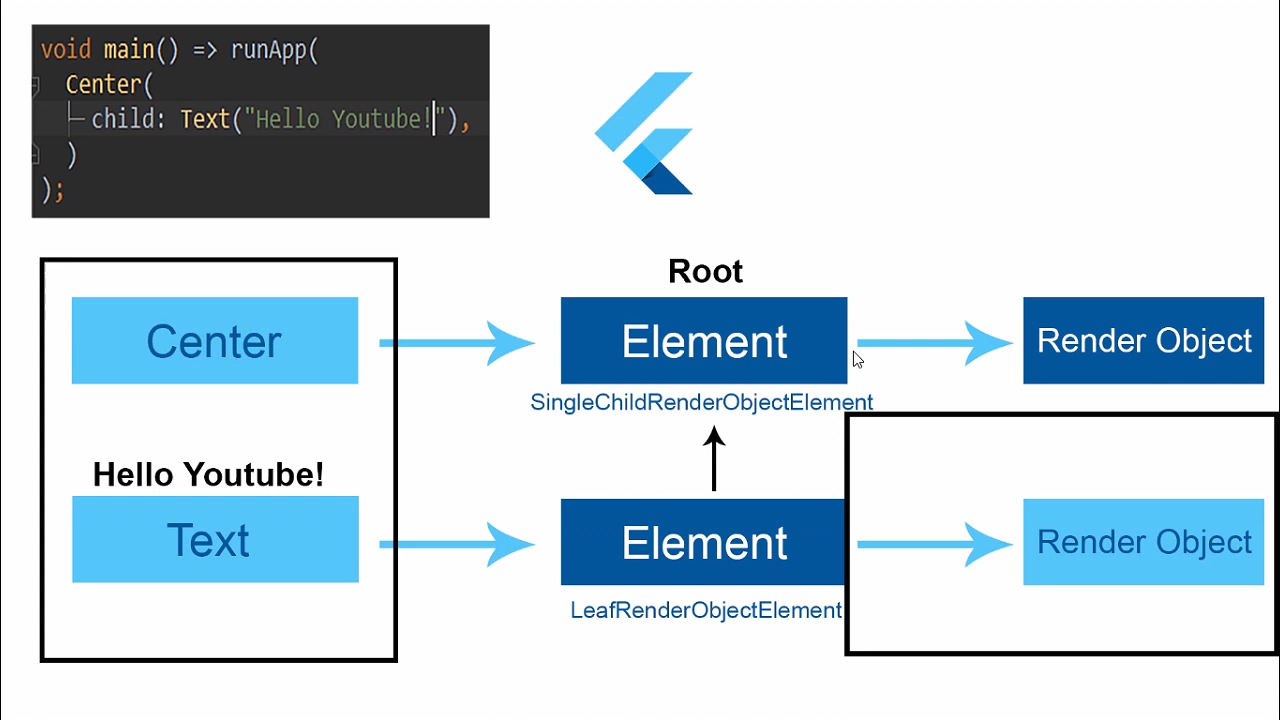 void main() => runApp(
Center(
child: Text("Hello Youtube!"),
)
);
Root
Center
Element
Render Object
SingleChildRenderObjectElement
Hello Youtube!
Text
Element
Render Object
LeafRenderObjectElement